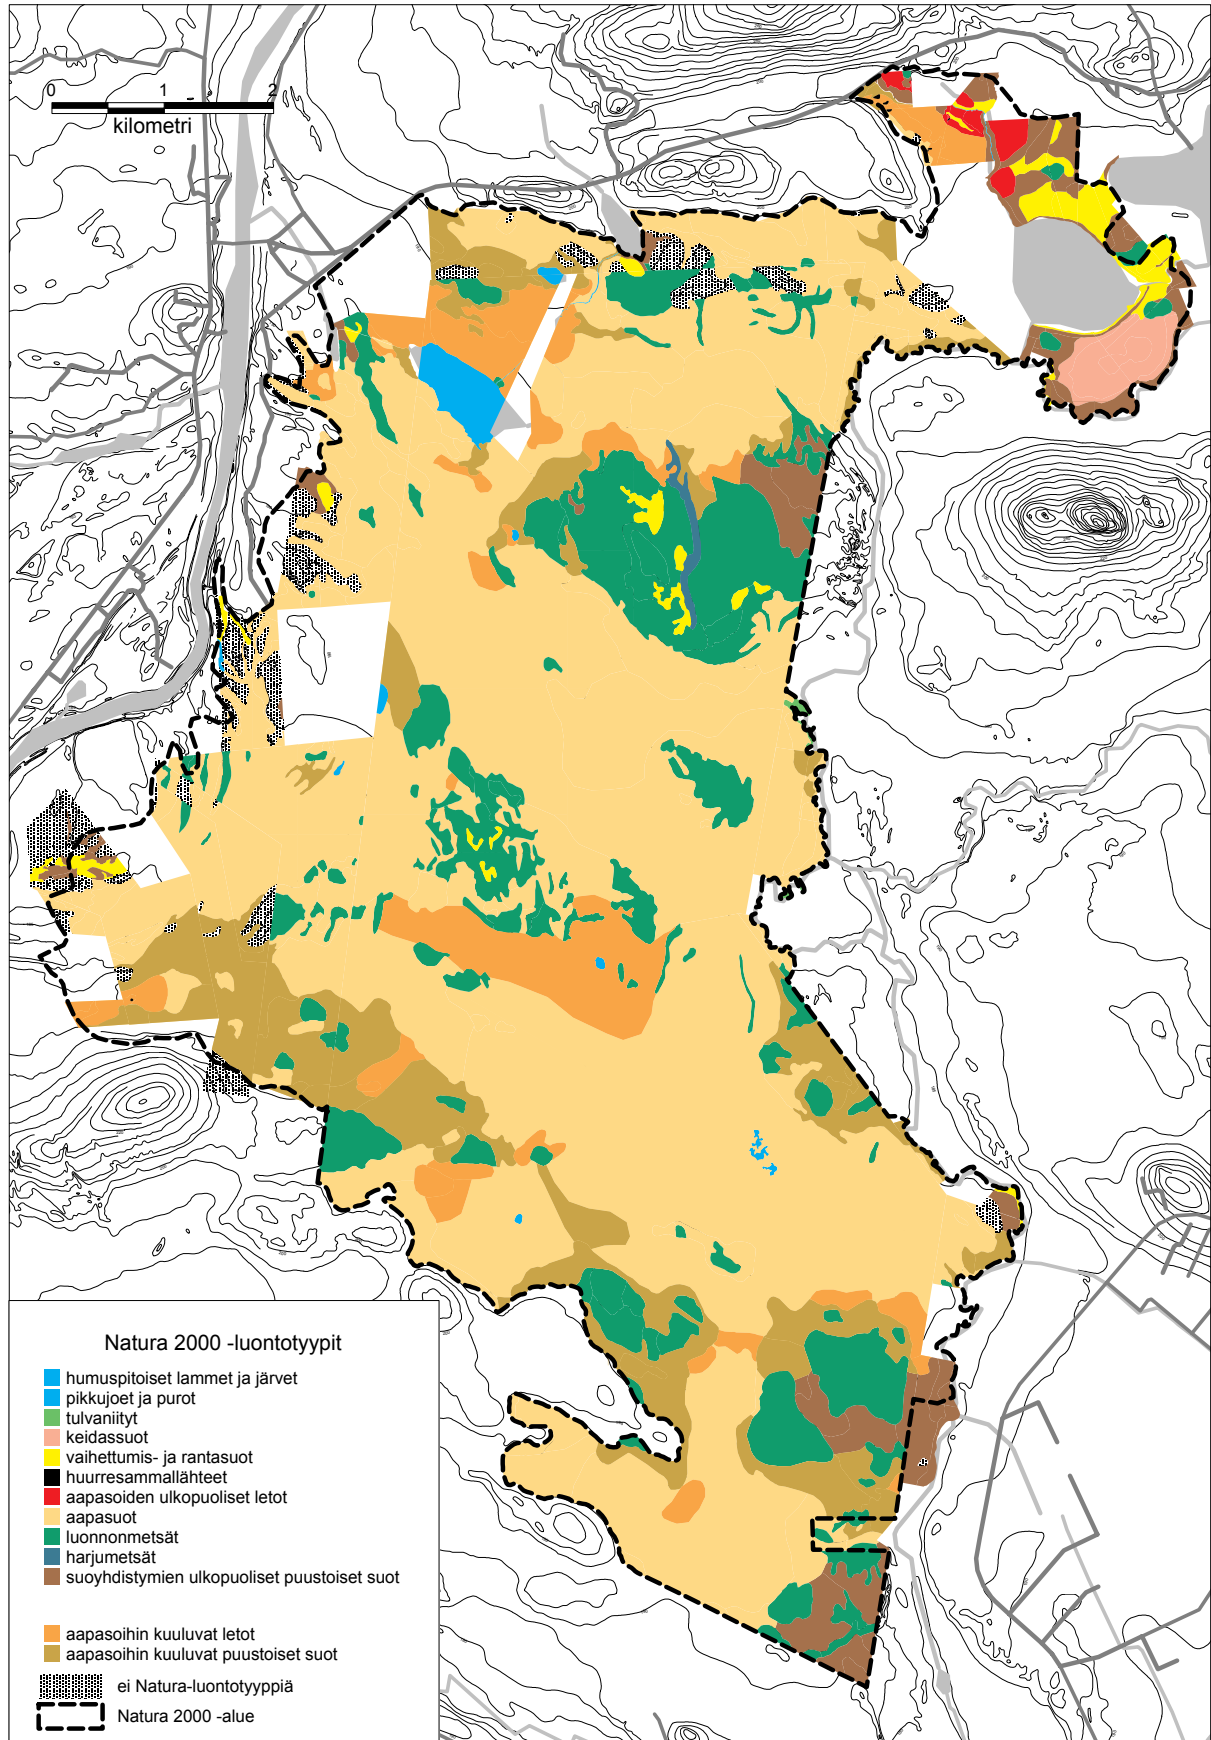 0 1 2
kilometri
Natura 2000 -luontotyypit
humuspitoiset lammet ja järvet
pikkujoet ja purot
tulvaniityt
keidassuot
vaihettumis- ja rantasuot
huurresammallähteet
aapasoiden ulkopuoliset letot
aapasuot
luonnonmetsät
harjumetsät
suoyhdistymien ulkopuoliset puustoiset suot
aapasoihin kuuluvat letot
aapasoihin kuuluvat puustoiset suot
ei Natura-luontotyyppiä
Natura 2000 -alue